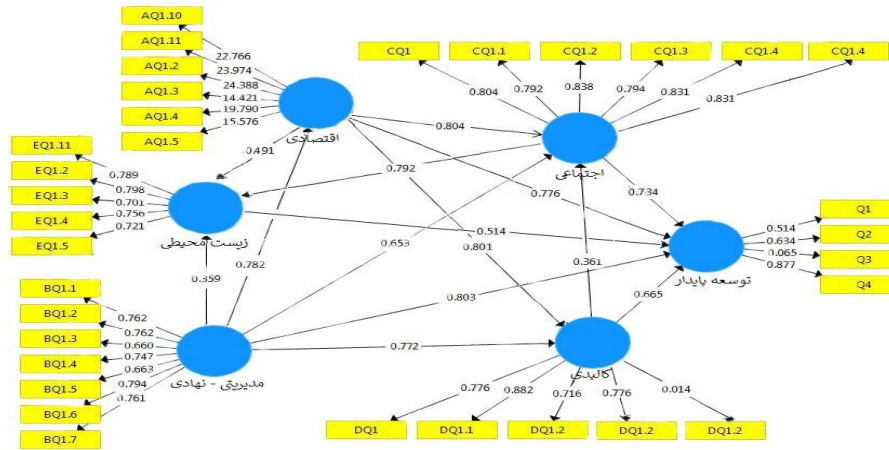 AQ1.10
AQ1.11
AQ1.2
AQ1.3
AQ1.4
AQ1.5
22.766
23.974
24.388
14.421
19.790
15.576
اقتصادی
CQ1
CQ1.1
CQ1.2
CQ1.3
CQ1.4
CQ1.4
0.804
0.792
0.838
0.794
0.831
0.831
اجتماعی
EQ1.11
EQ1.2
EQ1.3
EQ1.4
EQ1.5
0.789
0.798
0.701
0.756
0.721
زیست محیطی
0.491
0.804
0.792
0.776
0.734
0.653
0.801
0.514
0.359
0.782
0.361
0.803
0.665
0.772
Q1
Q2
Q3
Q4
0.514
0.634
0.065
0.877
توسعه پایدار
BQ1.1
BQ1.2
BQ1.3
BQ1.4
BQ1.5
BQ1.6
BQ1.7
0.762
0.762
0.660
0.747
0.663
0.794
0.761
مدیریتی - نهادی
کالبدی
0.776
0.882
0.716
0.776
0.014
DQ1
DQ1.1
DQ1.2
DQ1.2
DQ1.2